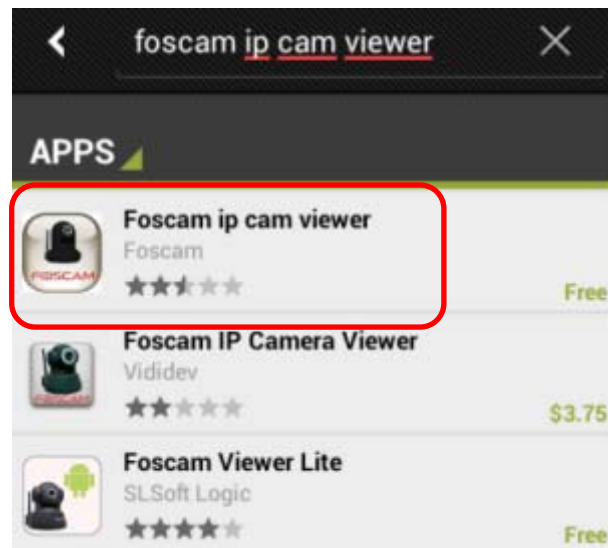 foscam ip cam viewer
APPS
Foscam ip cam viewer
Foscam
FOSCAM
Free
Foscam IP Camera Viewer
Vididev
FOSCAM
$3.75
Foscam Viewer Lite
SLSoft Logic
Free